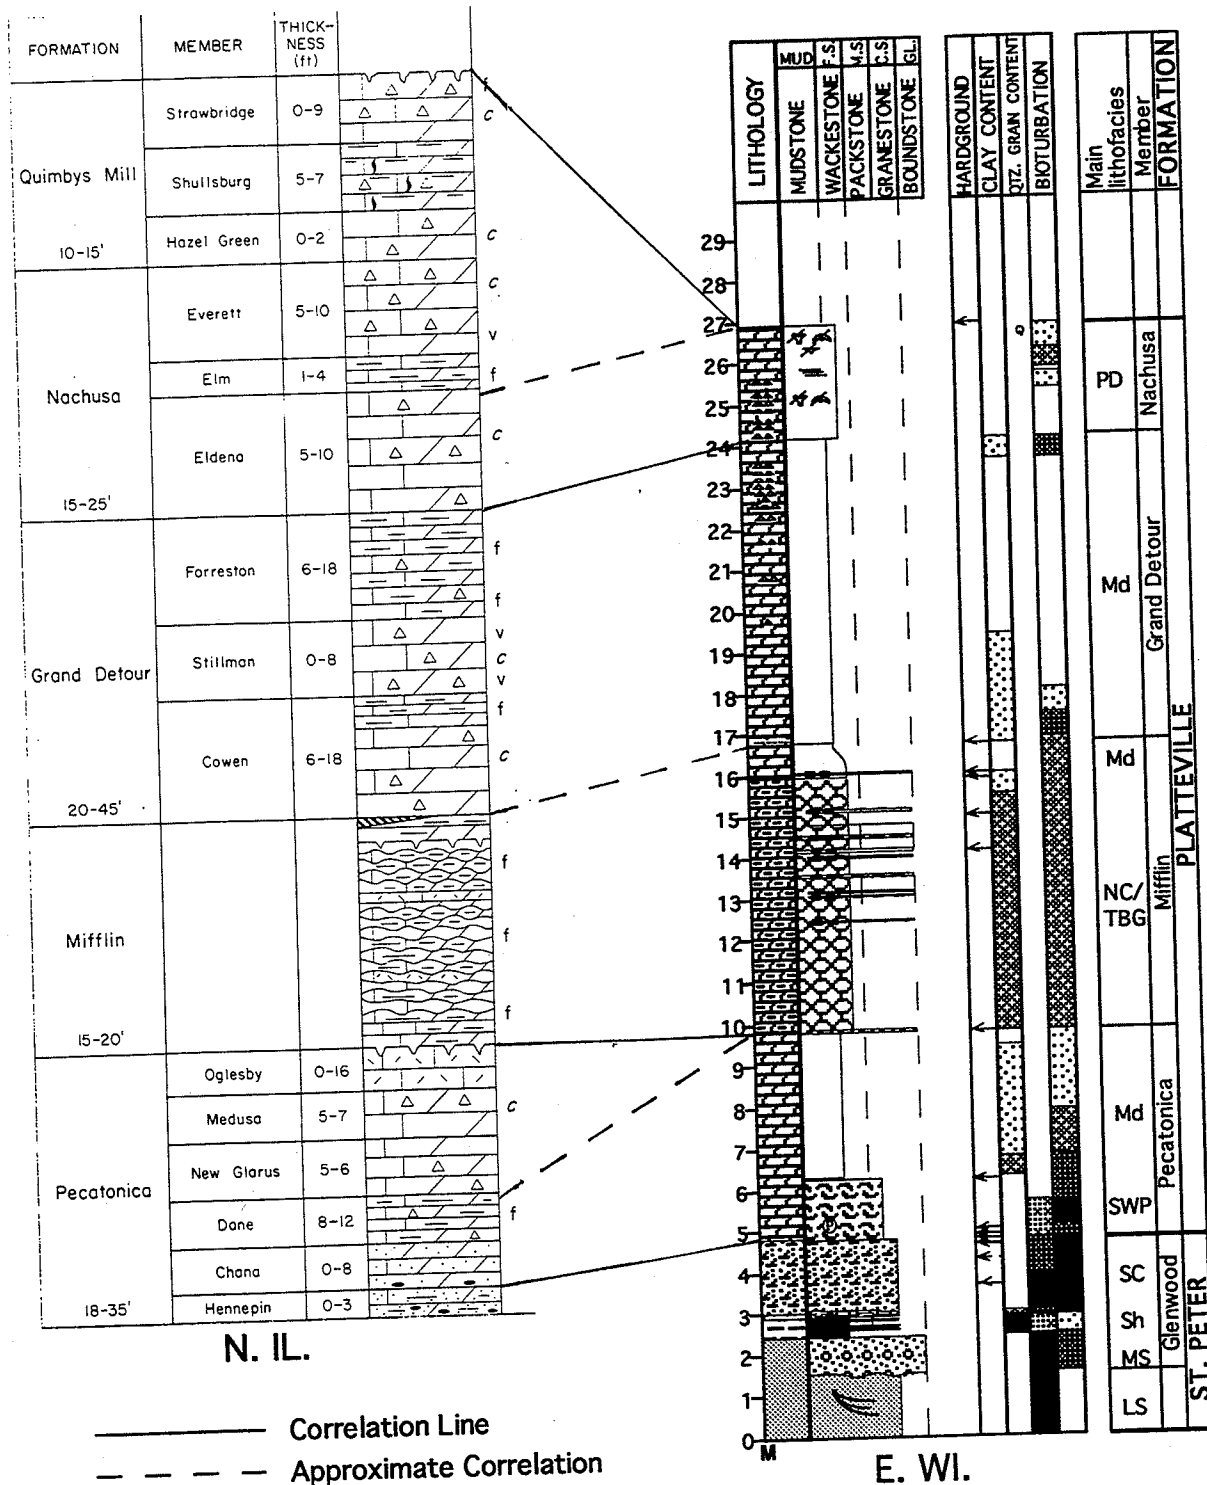 FORMATION
MEMBER
THICK-
NESS
(ft)
Quimbys Mill
10-15'
Strawbridge
0-9
f
c
Shullsburg
5-7
Hazel Green
0-2
c
Nachusa
15-25'
Everett
5-10
c
v
Elm
1-4
f
Eldena
5-10
c
Grand Detour
20-45'
Forreston
6-18
f
f
Stillman
0-8
v
c
v
Cowen
6-18
f
c
Mifflin
15-20'
f
f
f
Pecatonica
18-35'
Oglesby
0-16
Medusa
5-7
c
New Glarus
5-6
Dane
8-12
f
Chana
0-8
Hennepin
0-3
N. IL.
Correlation Line
Approximate Correlation
LITHOLOGY
MUD
F.S.
M.S.
C.S.
GL.
MUDSTONE
WACKESTONE
PACKSTONE
GRANESTONE
BOUNDSTONE
HARDGROUND
CLAY CONTENT
QTZ. GRAIN CONTENT
BIOTURBATION
Main
lithofacies
Member
FORMATION
29
28
27
26
25
24
23
22
21
20
19
18
17
16
15
14
13
12
11
10
9
8
7
6
5
4
3
2
1
0
M
PD
Nachusa
Md
Grand Detour
Md
NC/
TBG
Mifflin
Md
SWP
Pecatonica
PLATTEVILLE
SC
Sh
MS
Glenwood
LS
ST. PETER
E. WI.